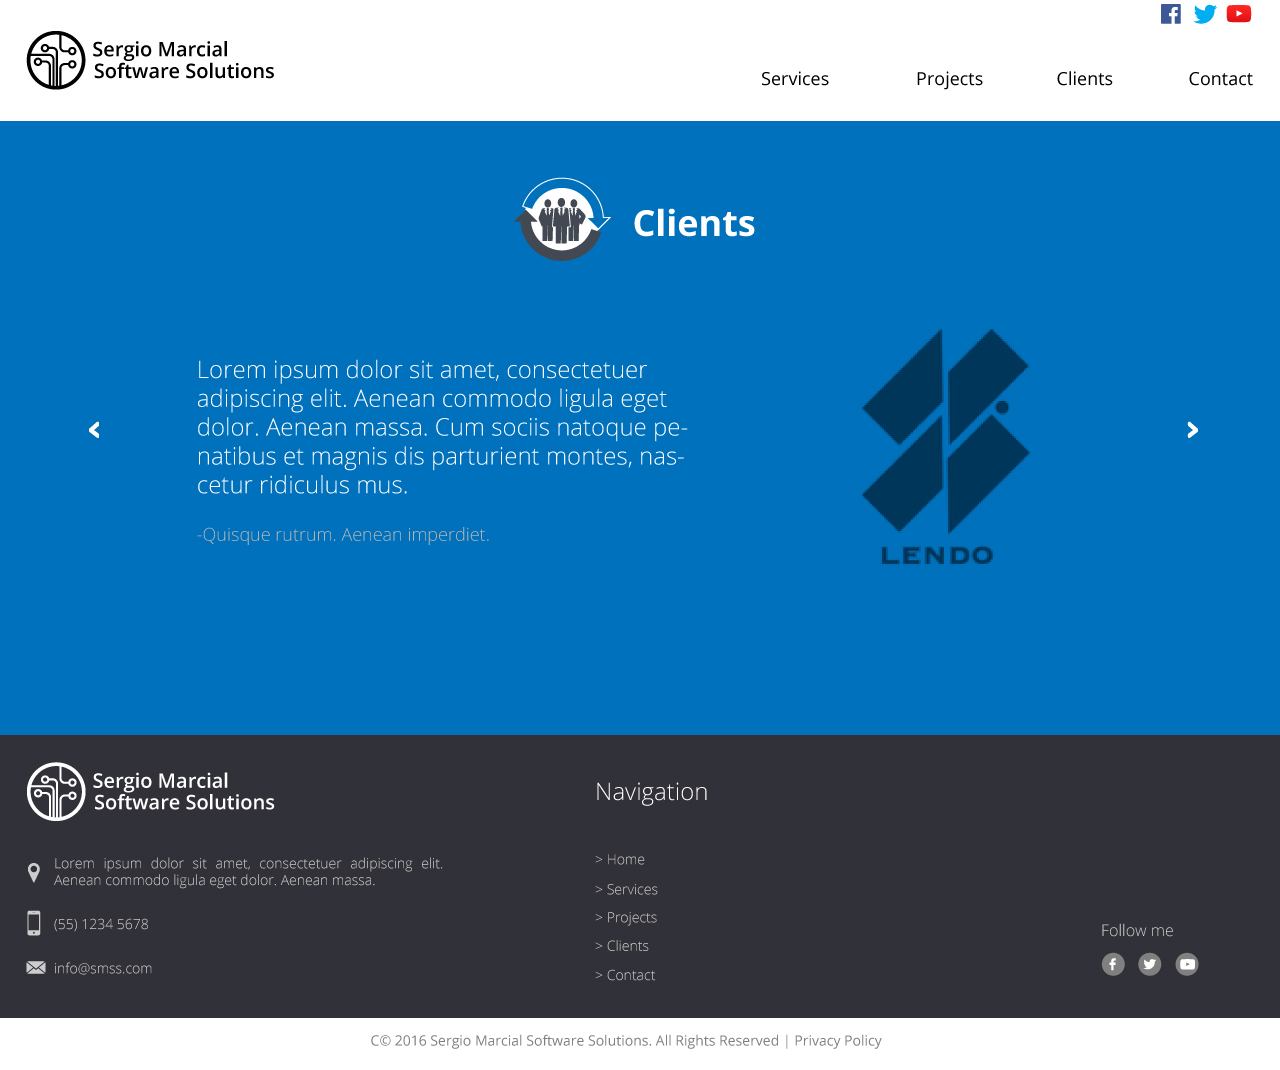 Sergio Marcial
Software Solutions
Services
Projects
Clients
Contact
Clients
Lorem ipsum dolor sit amet, consectetuer
adipiscing elit. Aenean commodo ligula eget
dolor. Aenean massa. Cum sociis natoque pe-
natibus et magnis dis parturient montes, nas-
cetur ridiculus mus.
-Quisque rutrum. Aenean imperdiet.
LENDO
Sergio Marcial
Software Solutions
Lorem ipsum dolor sit amet, consectetuer adipiscing elit.
Aenean commodo ligula eget dolor. Aenean massa.
(55) 1234 5678
info@smss.com
Navigation
> Home
> Services
> Projects
> Clients
> Contact
Follow me
C© 2016 Sergio Marcial Software Solutions. All Rights Reserved | Privacy Policy